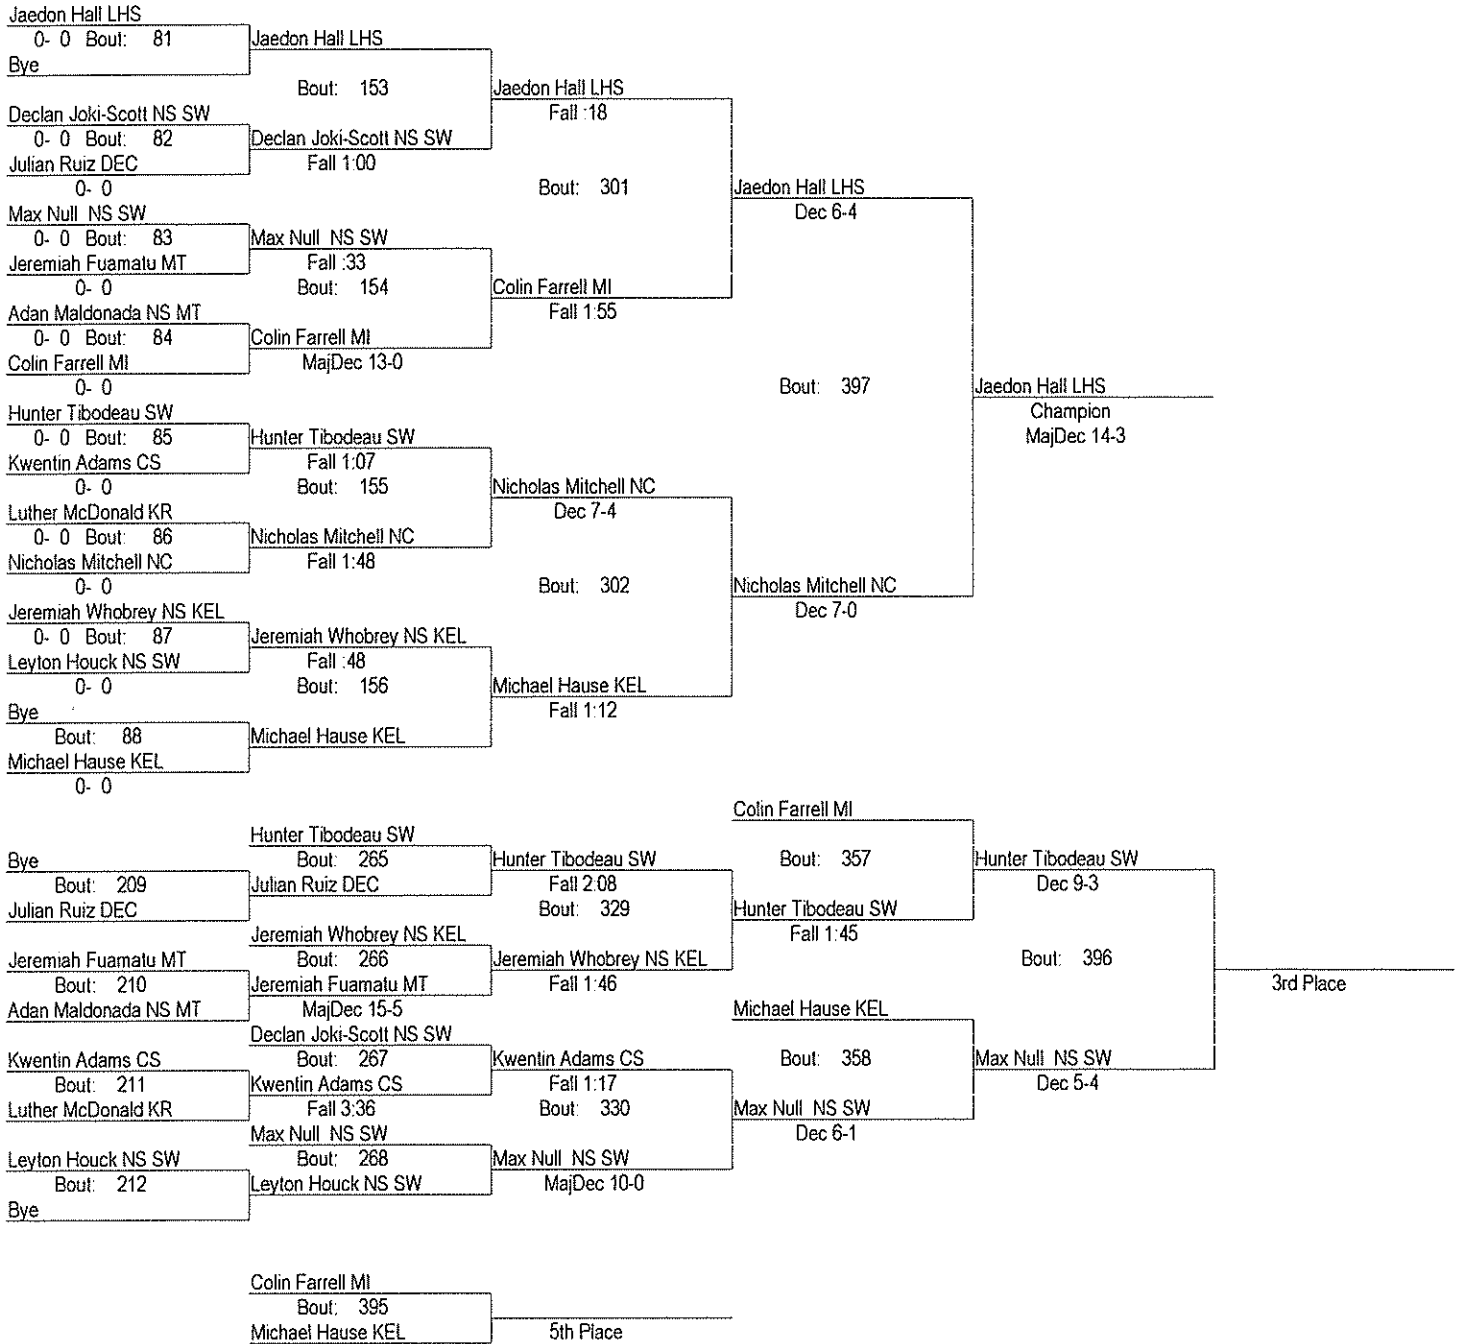 Jaedon Hall LHS
0- 0 Bout: 81
Bye
Jaedon Hall LHS
Bout: 153
Declan Joki-Scott NS SW
0- 0 Bout: 82
Julian Ruiz DEC
0- 0
Declan Joki-Scott NS SW
Fall 1:00
Jaedon Hall LHS
Fall :18
Bout: 301
Max Null NS SW
0- 0 Bout: 83
Jeremiah Fuamatu MT
0- 0
Max Null NS SW
Fall :33
Bout: 154
Adan Maldonada NS MT
0- 0 Bout: 84
Colin Farrell MI
0- 0
Colin Farrell MI
MajDec 13-0
Colin Farrell MI
Fall 1:55
Jaedon Hall LHS
Dec 6-4
Bout: 397
Jaedon Hall LHS
Champion
MajDec 14-3
Hunter Tibodeau SW
0- 0 Bout: 85
Kwentin Adams CS
0- 0
Hunter Tibodeau SW
Fall 1:07
Bout: 155
Luther McDonald KR
0- 0 Bout: 86
Nicholas Mitchell NC
0- 0
Nicholas Mitchell NC
Fall 1:48
Nicholas Mitchell NC
Dec 7-4
Bout: 302
Nicholas Mitchell NC
Dec 7-0
Jeremiah Whobrey NS KEL
0- 0 Bout: 87
Leyton Houck NS SW
0- 0
Jeremiah Whobrey NS KEL
Fall :48
Bout: 156
Bye
Bout: 88
Michael Hause KEL
0- 0
Michael Hause KEL
Michael Hause KEL
Fall 1:12
Bye
Bout: 209
Julian Ruiz DEC
Hunter Tibodeau SW
Bout: 265
Julian Ruiz DEC
Hunter Tibodeau SW
Fall 2:08
Bout: 329
Jeremiah Fuamatu MT
Bout: 210
Adan Maldonada NS MT
Jeremiah Whobrey NS KEL
Bout: 266
Jeremiah Fuamatu MT
MajDec 15-5
Jeremiah Whobrey NS KEL
Fall 1:46
Colin Farrell MI
Bout: 357
Hunter Tibodeau SW
Fall 1:45
Hunter Tibodeau SW
Dec 9-3
Bout: 396
3rd Place
Kwentin Adams CS
Bout: 211
Luther McDonald KR
Declan Joki-Scott NS SW
Bout: 267
Kwentin Adams CS
Fall 3:36
Kwentin Adams CS
Fall 1:17
Bout: 330
Leyton Houck NS SW
Bout: 212
Bye
Max Null NS SW
Bout: 268
Leyton Houck NS SW
Max Null NS SW
MajDec 10-0
Michael Hause KEL
Bout: 358
Max Null NS SW
Dec 6-1
Max Null NS SW
Dec 5-4
Colin Farrell MI
Bout: 395
Michael Hause KEL
5th Place